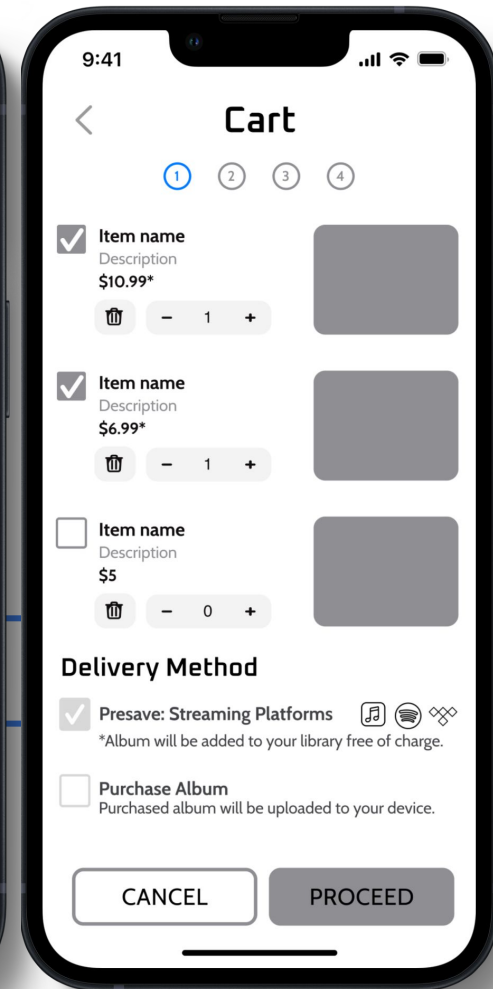 9:41
Cart
1 2 3 4
Item name
Description
$10.99*
- 1 +
Item name
Description
$6.99*
- 1 +
Item name
Description
$5
- 0 +
Delivery Method
Presave: Streaming Platforms
*Album will be added to your library free of charge.
Purchase Album
Purchased album will be uploaded to your device.
CANCEL PROCEED